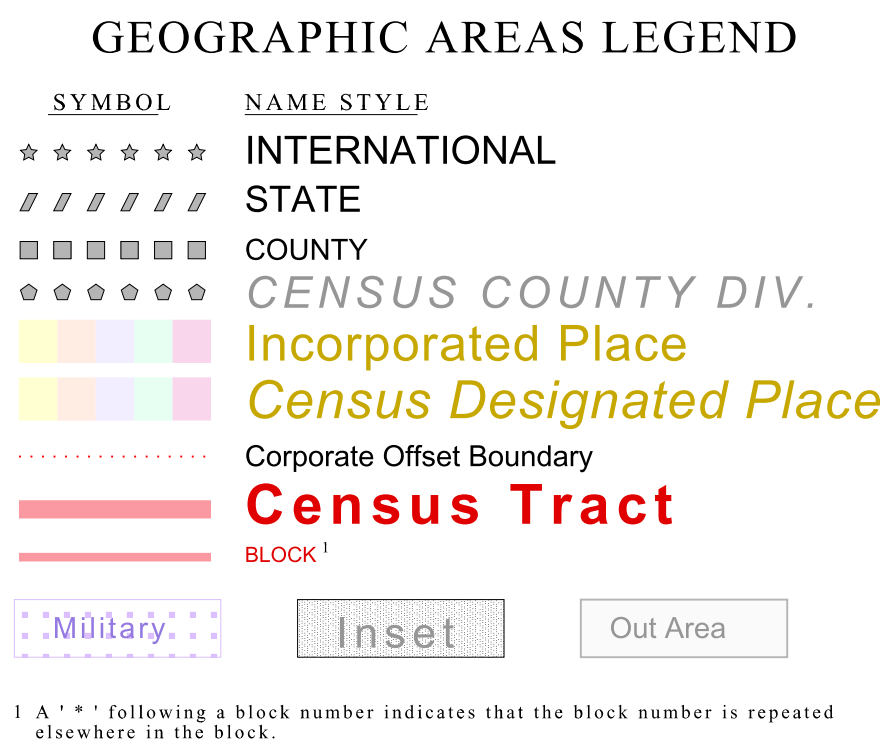 GEOGRAPHIC AREAS LEGEND
SYMBOL NAME STYLE
INTERNATIONAL
STATE
COUNTY
CENSUS COUNTY DIV.
Incorporated Place
Census Designated Place
Corporate Offset Boundary
Census Tract
BLOCK 1
Military Inset Out Area
1 A ' * ' following a block number indicates that the block number is repeated
elsewhere in the block.